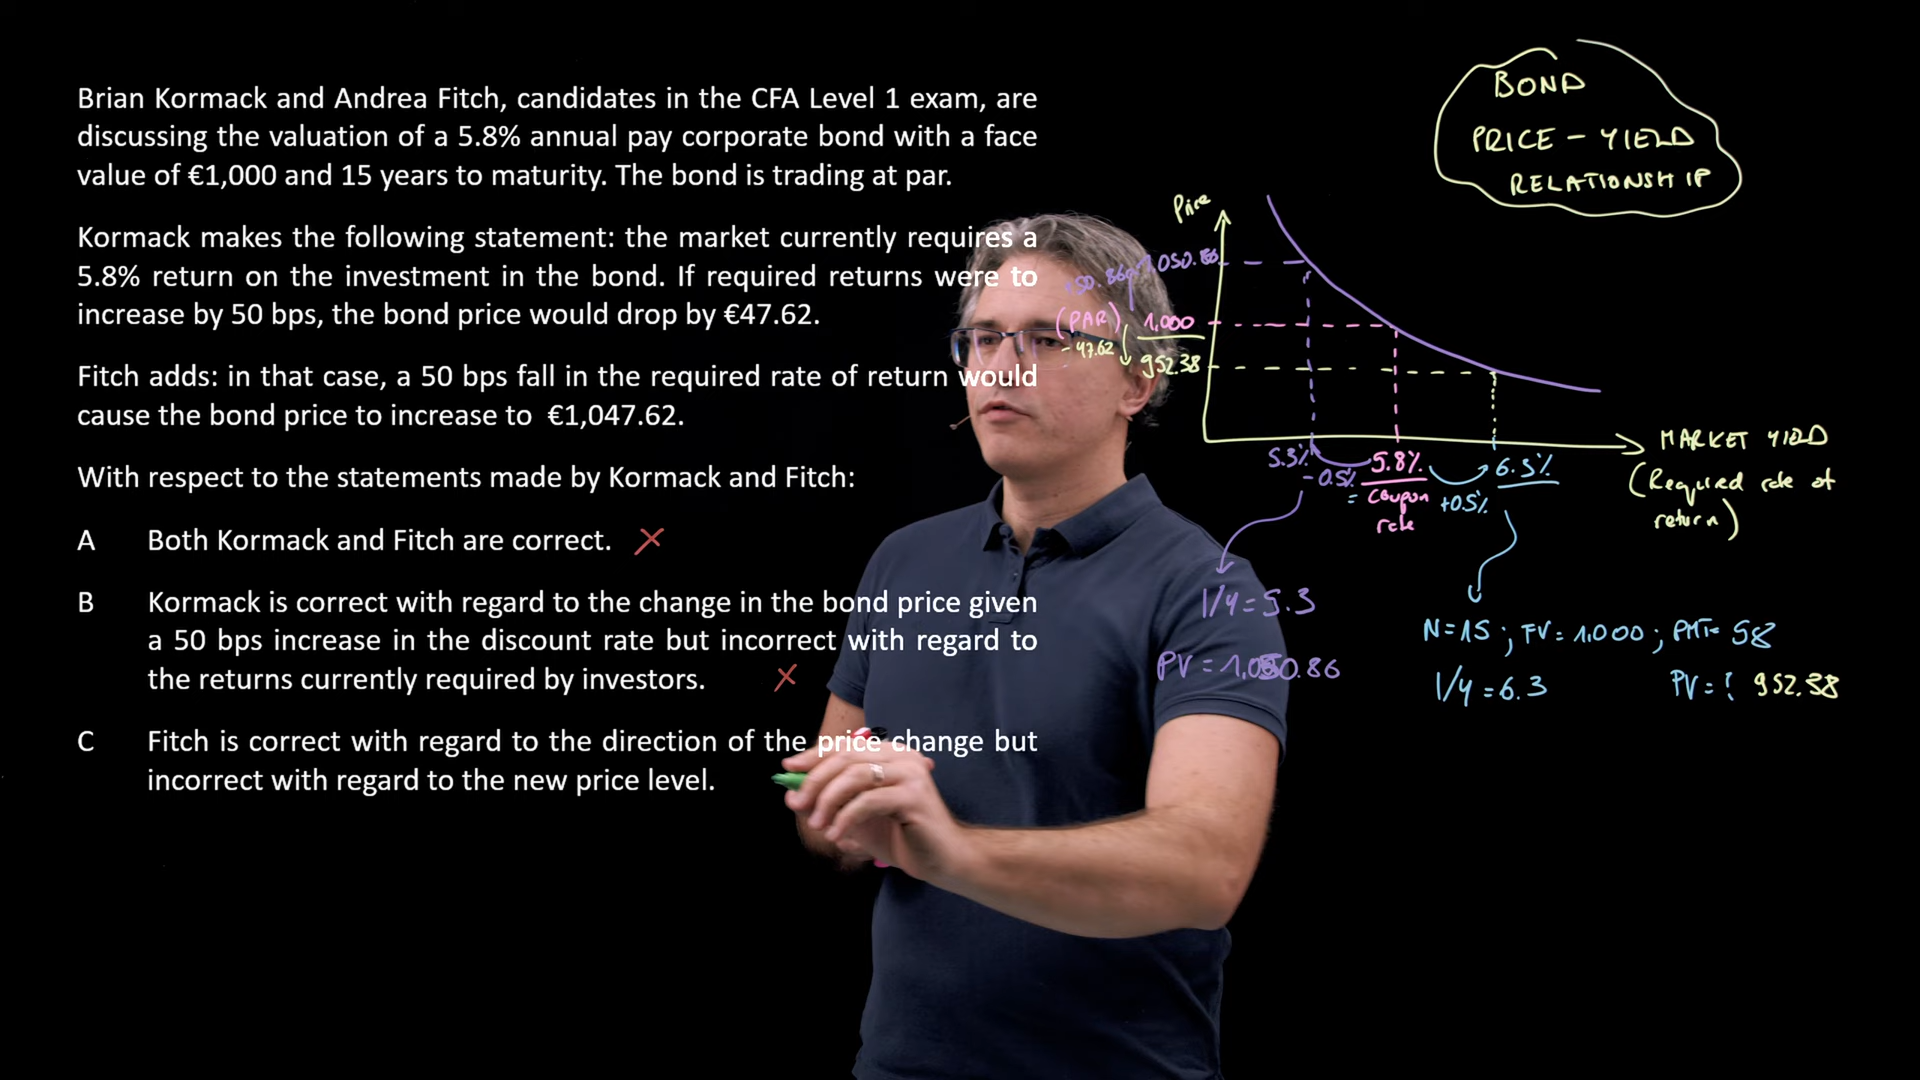 Brian Kormack and Andrea Fitch, candidates in the CFA Level 1 exam, are
discussing the valuation of a 5.8% annual pay corporate bond with a face
value of €1,000 and 15 years to maturity. The bond is trading at par.
Kormack makes the following statement: the market currently requires a
5.8% return on the investment in the bond. If required returns were to
increase by 50 bps, the bond price would drop by €47.62.
Fitch adds: in that case, a 50 bps fall in the required rate of return would
cause the bond price to increase to €1,047.62.
With respect to the statements made by Kormack and Fitch:
A Both Kormack and Fitch are correct. X
B Kormack is correct with regard to the change in the bond price given
a 50 bps increase in the discount rate but incorrect with regard to
the returns currently required by investors. X
C Fitch is correct with regard to the direction of the price change but
incorrect with regard to the new price level.
BOND
PRICE - YIELD
RELATIONSHIP
Price
+50.86 1,050.86
(PAR) 1,000
- 47.62 952.38
5.3% 5.8% 6.3%
- 0.5% +0.5%
= coupon
rate
MARKET YIELD
(Required rate of
return)
I/Y = 5.3
PV = 1,050.86
N=15 ; FV = 1,000 ; PMT= 58
I/Y = 6.3 PV = ? 952.38